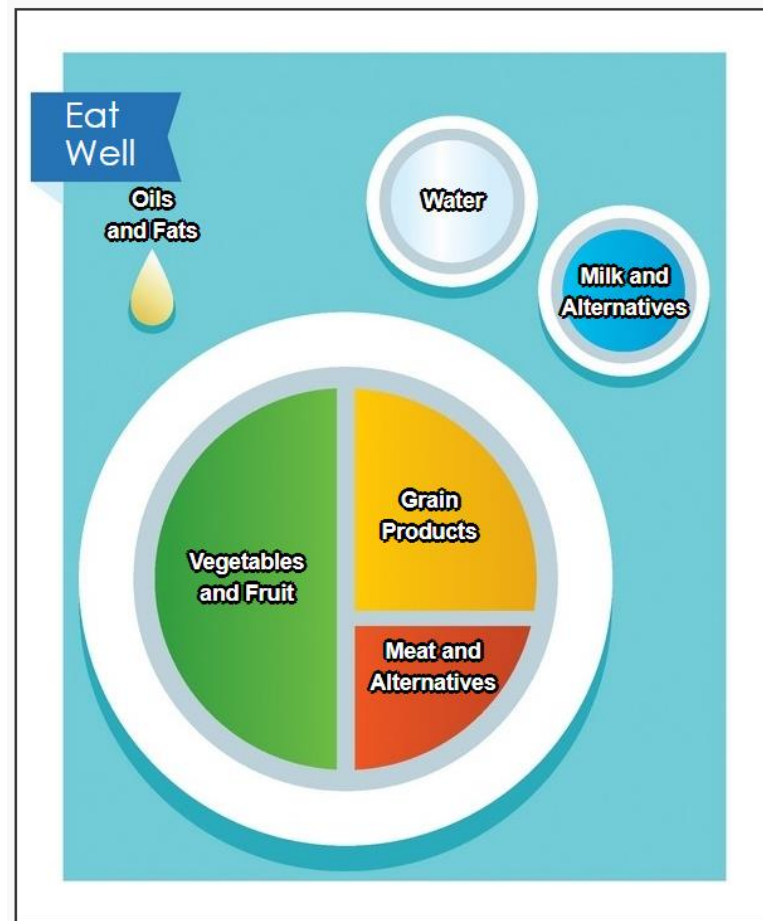 Eat
Well
Oils
and Fats
Water
Milk and
Alternatives
Grain
Products
Vegetables
and Fruit
Meat and
Alternatives